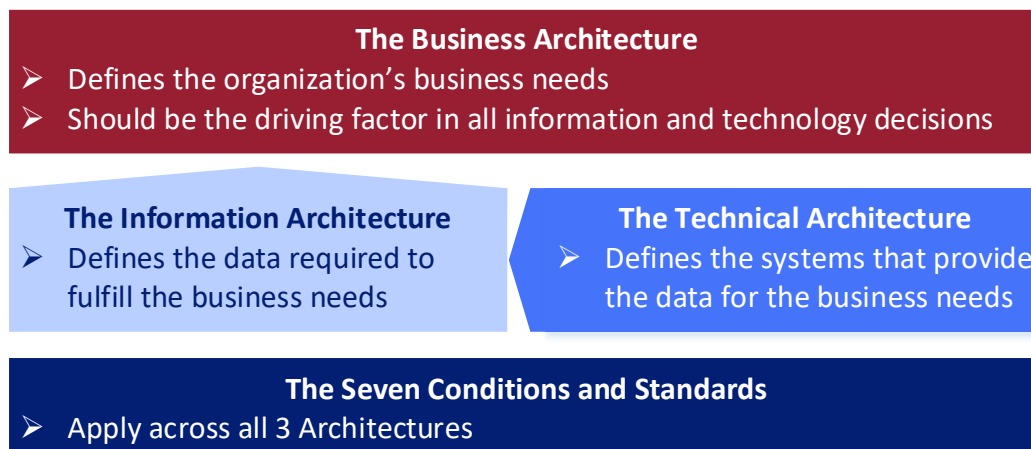 The Business Architecture
➢ Defines the organization’s business needs
➢ Should be the driving factor in all information and technology decisions
The Information Architecture
➢ Defines the data required to
fulfill the business needs
The Technical Architecture
➢ Defines the systems that provide
the data for the business needs
The Seven Conditions and Standards
➢ Apply across all 3 Architectures